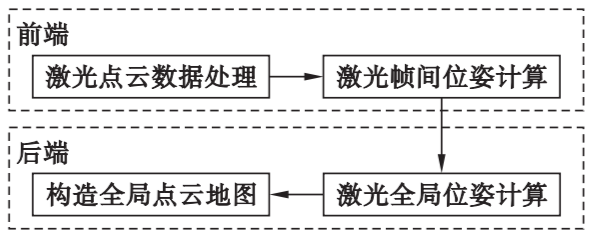 前端
激光点云数据处理
激光帧间位姿计算
后端
构造全局点云地图
激光全局位姿计算